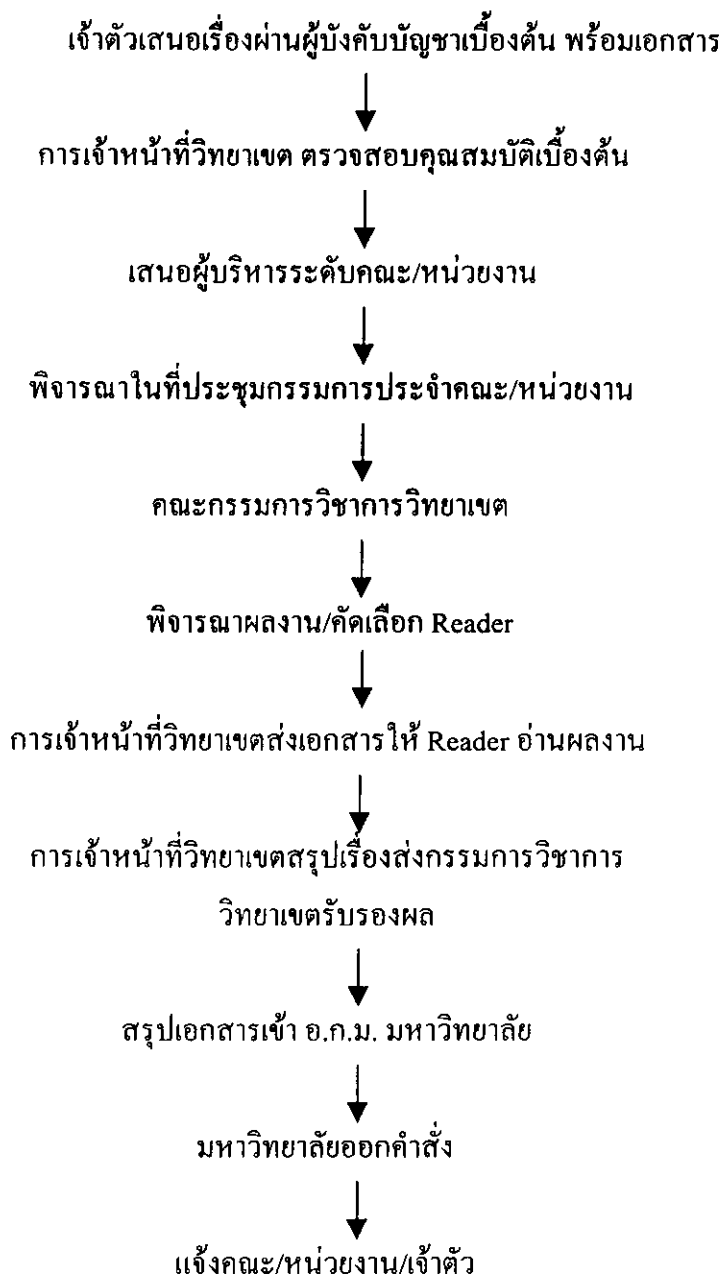 เจ้าตัวเสนอเรื่องผ่านผู้บังคับบัญชาเบื้องต้น พร้อมเอกสาร
การเจ้าหน้าที่วิทยาเขต ตรวจสอบคุณสมบัติเบื้องต้น
เสนอผู้บริหารระดับคณะ/หน่วยงาน
พิจารณาในที่ประชุมกรรมการประจำคณะ/หน่วยงาน
คณะกรรมการวิชาการวิทยาเขต
พิจารณาผลงาน/คัดเลือก Reader
การเจ้าหน้าที่วิทยาเขตส่งเอกสารให้ Reader อ่านผลงาน
การเจ้าหน้าที่วิทยาเขตสรุปเรื่องส่งกรรมการวิชาการ
วิทยาเขตรับรองผล
สรุปเอกสารเข้า อ.ก.ม. มหาวิทยาลัย
มหาวิทยาลัยออกคำสั่ง
แจ้งคณะ/หน่วยงาน/เจ้าตัว